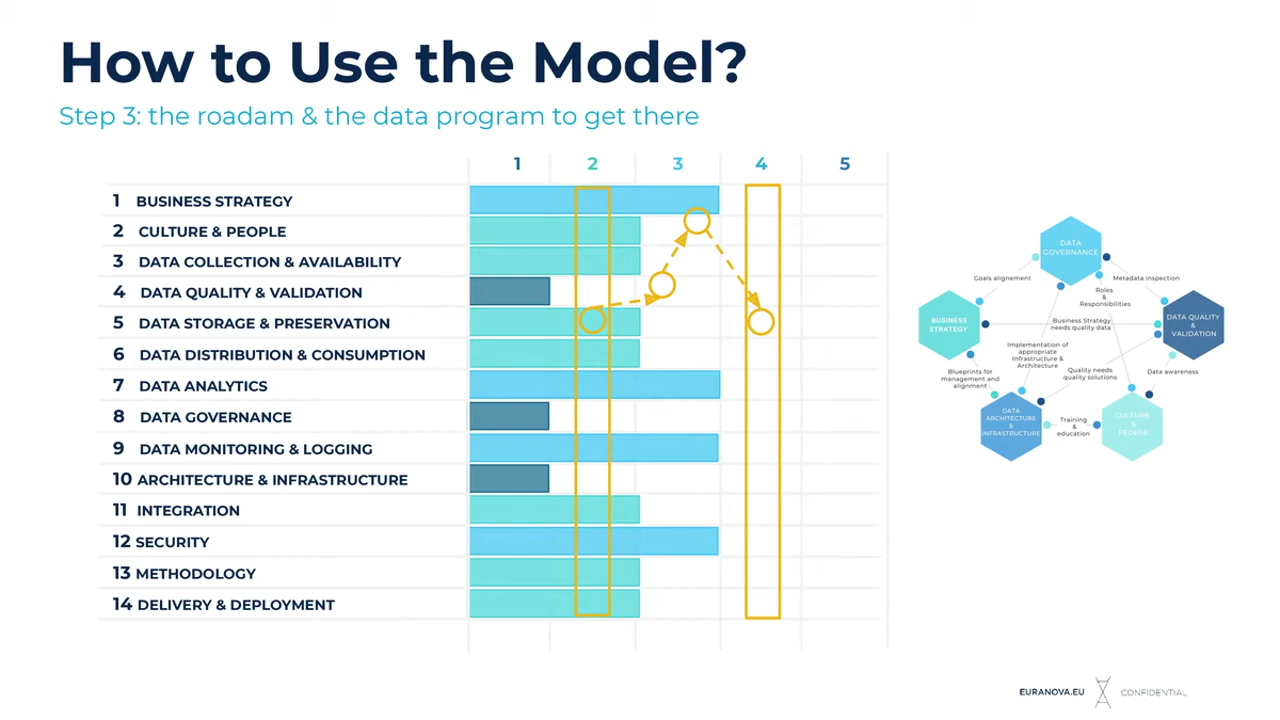 How to Use the Model?
Step 3: the roadam & the data program to get there
1 2 3 4 5
1 BUSINESS STRATEGY
2 CULTURE & PEOPLE
3 DATA COLLECTION & AVAILABILITY
4 DATA QUALITY & VALIDATION
5 DATA STORAGE & PRESERVATION
6 DATA DISTRIBUTION & CONSUMPTION
7 DATA ANALYTICS
8 DATA GOVERNANCE
9 DATA MONITORING & LOGGING
10 ARCHITECTURE & INFRASTRUCTURE
11 INTEGRATION
12 SECURITY
13 METHODOLOGY
14 DELIVERY & DEPLOYMENT
DATA
GOVERNANCE
Goals alignement
Metadata inspection
Roles
&
Responsibilities
BUSINESS
STRATEGY
Business Strategy
needs quality data
DATA QUALITY
&
VALIDATION
Implementation of
appropriate
Infrastructure &
Architecture
Blueprints for
management and
alignment
Quality needs
quality solutions
Data awareness
DATA
ARCHITECTURE
&
INFRASTRUCTURE
Training
&
education
CULTURE
&
PEOPLE
EURANOVA.EU
CONFIDENTIAL